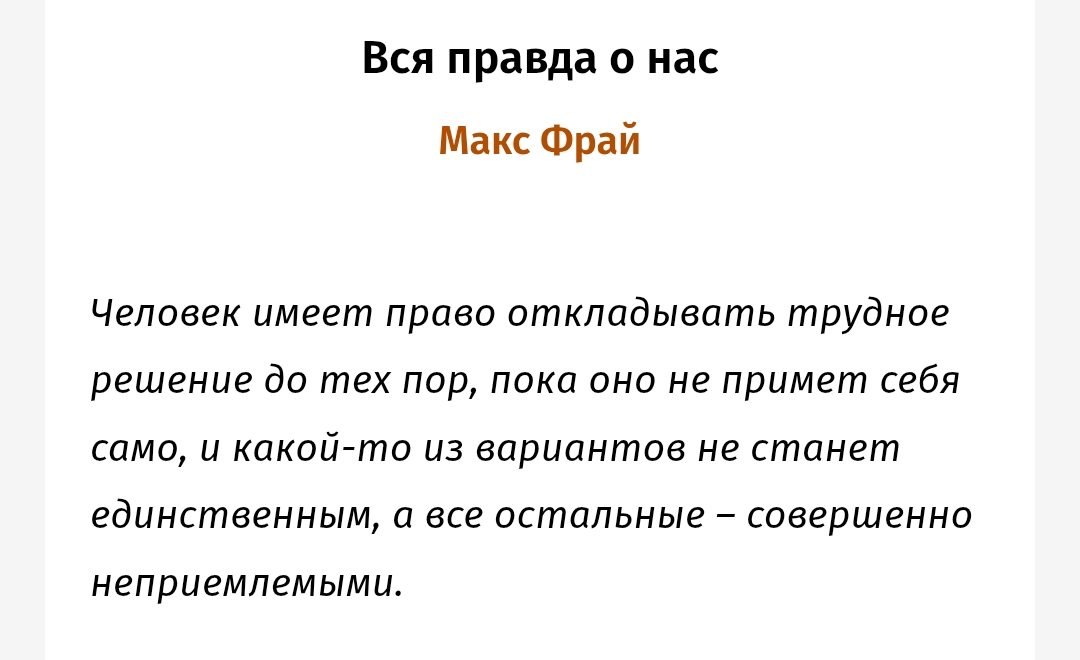 Вся правда о нас
Макс Фрай
Человек имеет право откладывать трудное
решение до тех пор, пока оно не примет себя
само, и какой-то из вариантов не станет
единственным, а все остальные – совершенно
неприемлемыми.